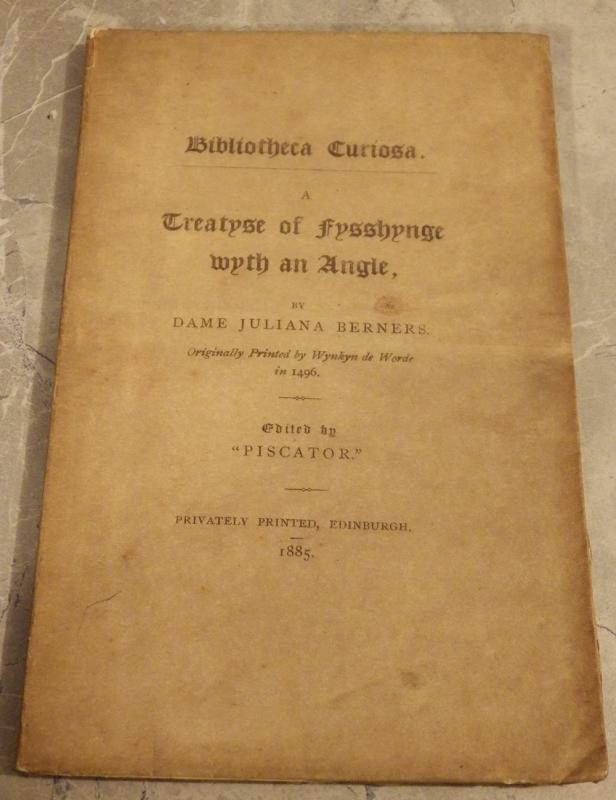 Bibliotheca Curiosa.
A
Treatyse of Fysshynge
wyth an Angle,
BY
DAME JULIANA BERNERS.
Originally Printed by Wynkyn de Worde
in 1496.
Edited by
"PISCATOR."
PRIVATELY PRINTED, EDINBURGH.
1885.